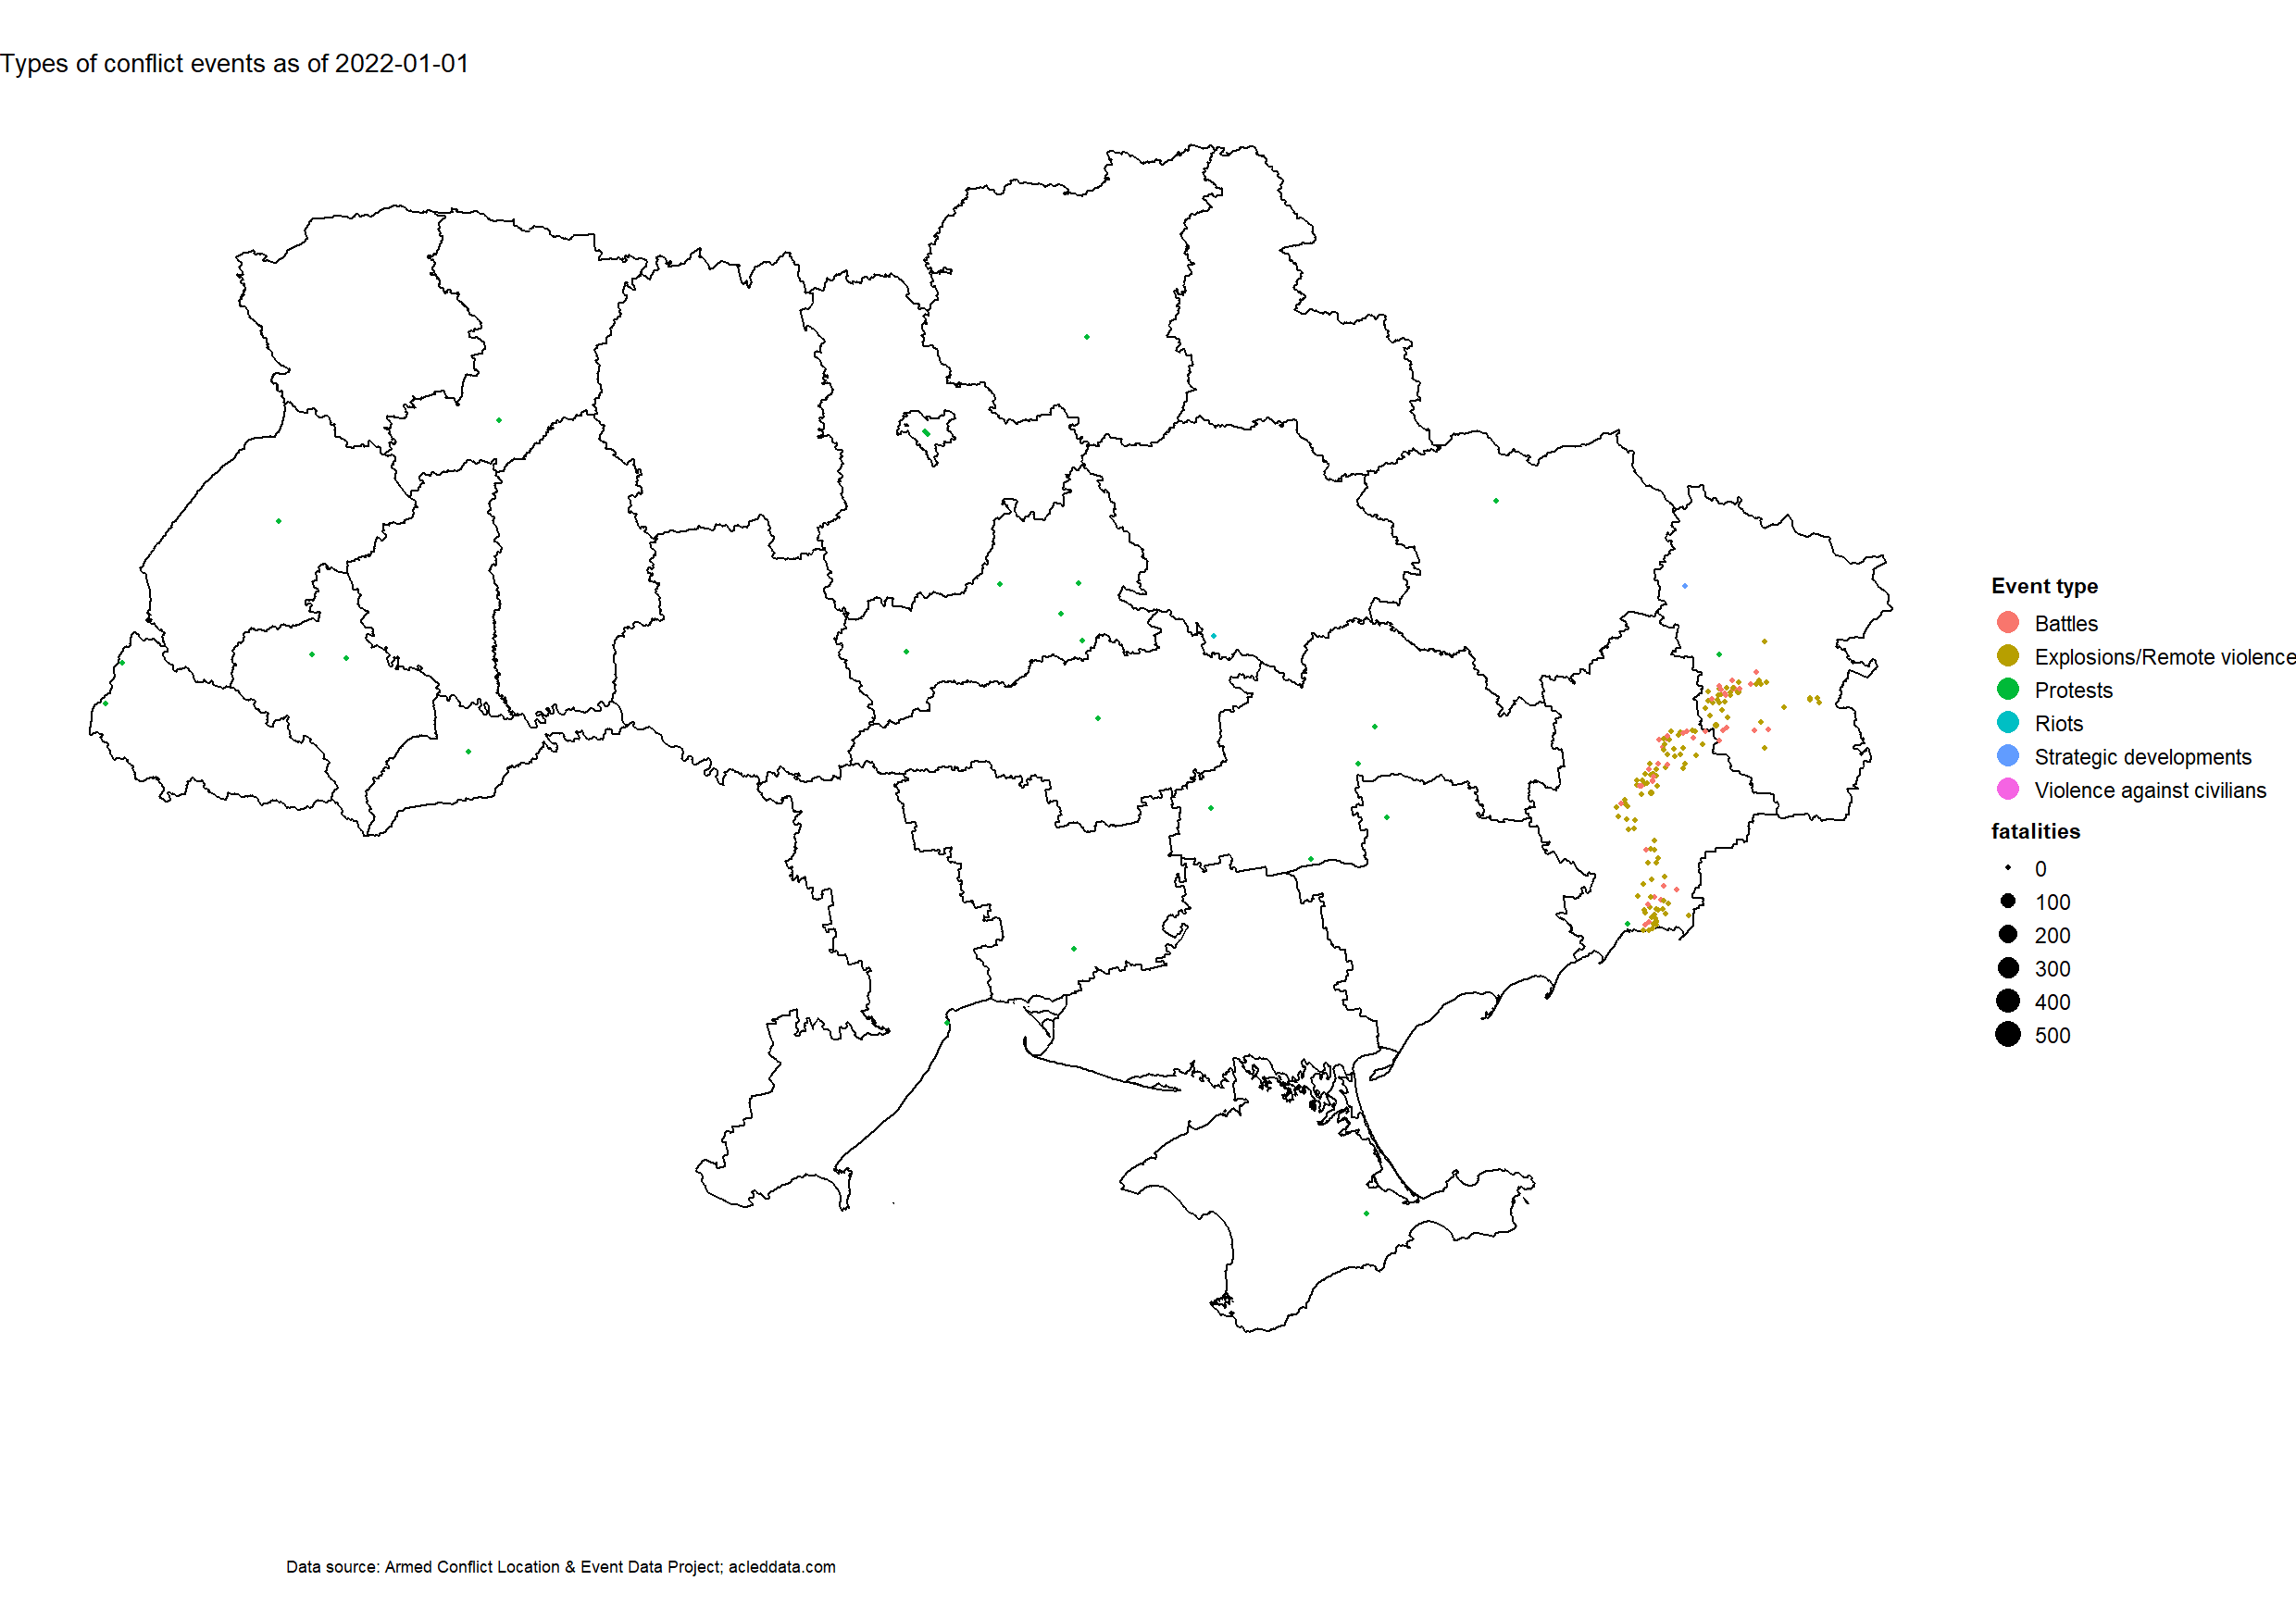 Types of conflict events as of 2022-01-01
Event type
Battles
Explosions/Remote violence
Protests
Riots
Strategic developments
Violence against civilians
fatalities
0
100
200
300
400
500
Data source: Armed Conflict Location & Event Data Project; acleddata.com